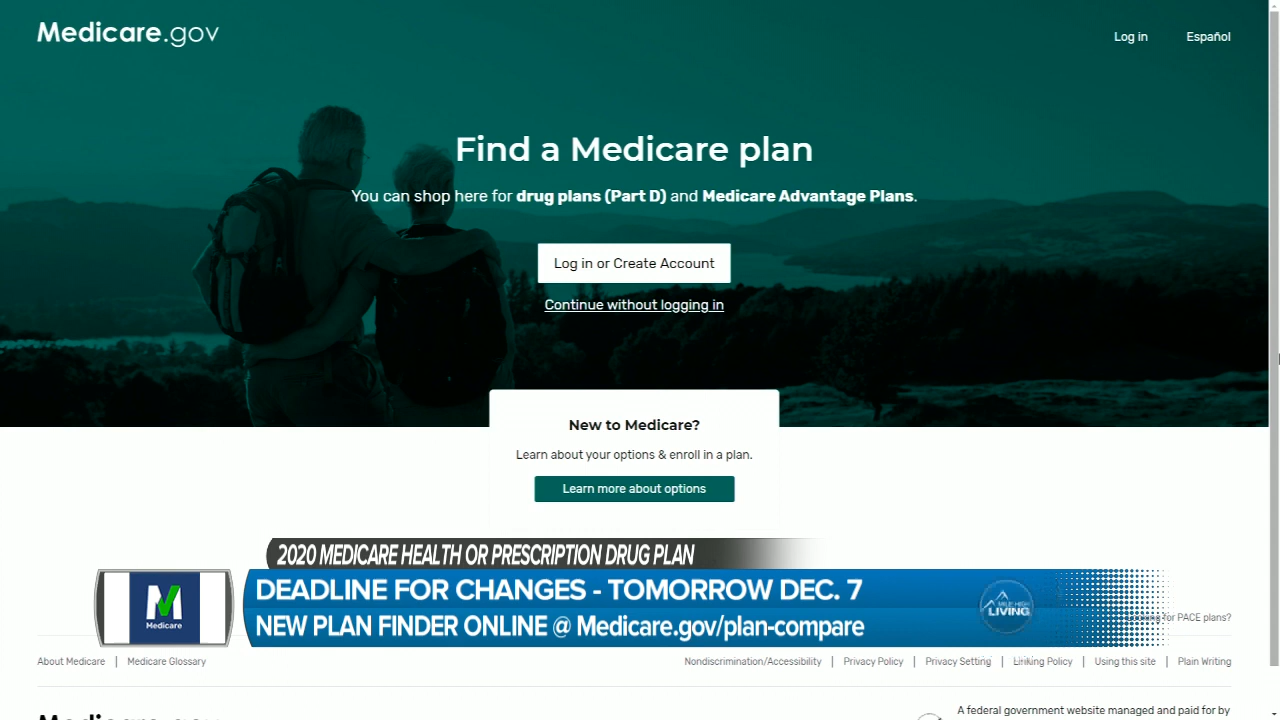 Medicare.gov
Log in
Español
Find a Medicare plan
You can shop here for drug plans (Part D) and Medicare Advantage Plans.
Log in or Create Account
Continue without logging in
New to Medicare?
Learn about your options & enroll in a plan.
Learn more about options
2020 MEDICARE HEALTH OR PRESCRIPTION DRUG PLAN
DEADLINE FOR CHANGES - TOMORROW DEC. 7
NEW PLAN FINDER ONLINE @ Medicare.gov/plan-compare
M
Medicare
MILE HIGH
LIVING
for PACE plans?
About Medicare | Medicare Glossary
Nondiscrimination/Accessibility | Privacy Policy | Privacy Setting | Linking Policy | Using this site | Plain Writing
Medicare.gov
A federal government website managed and paid for by